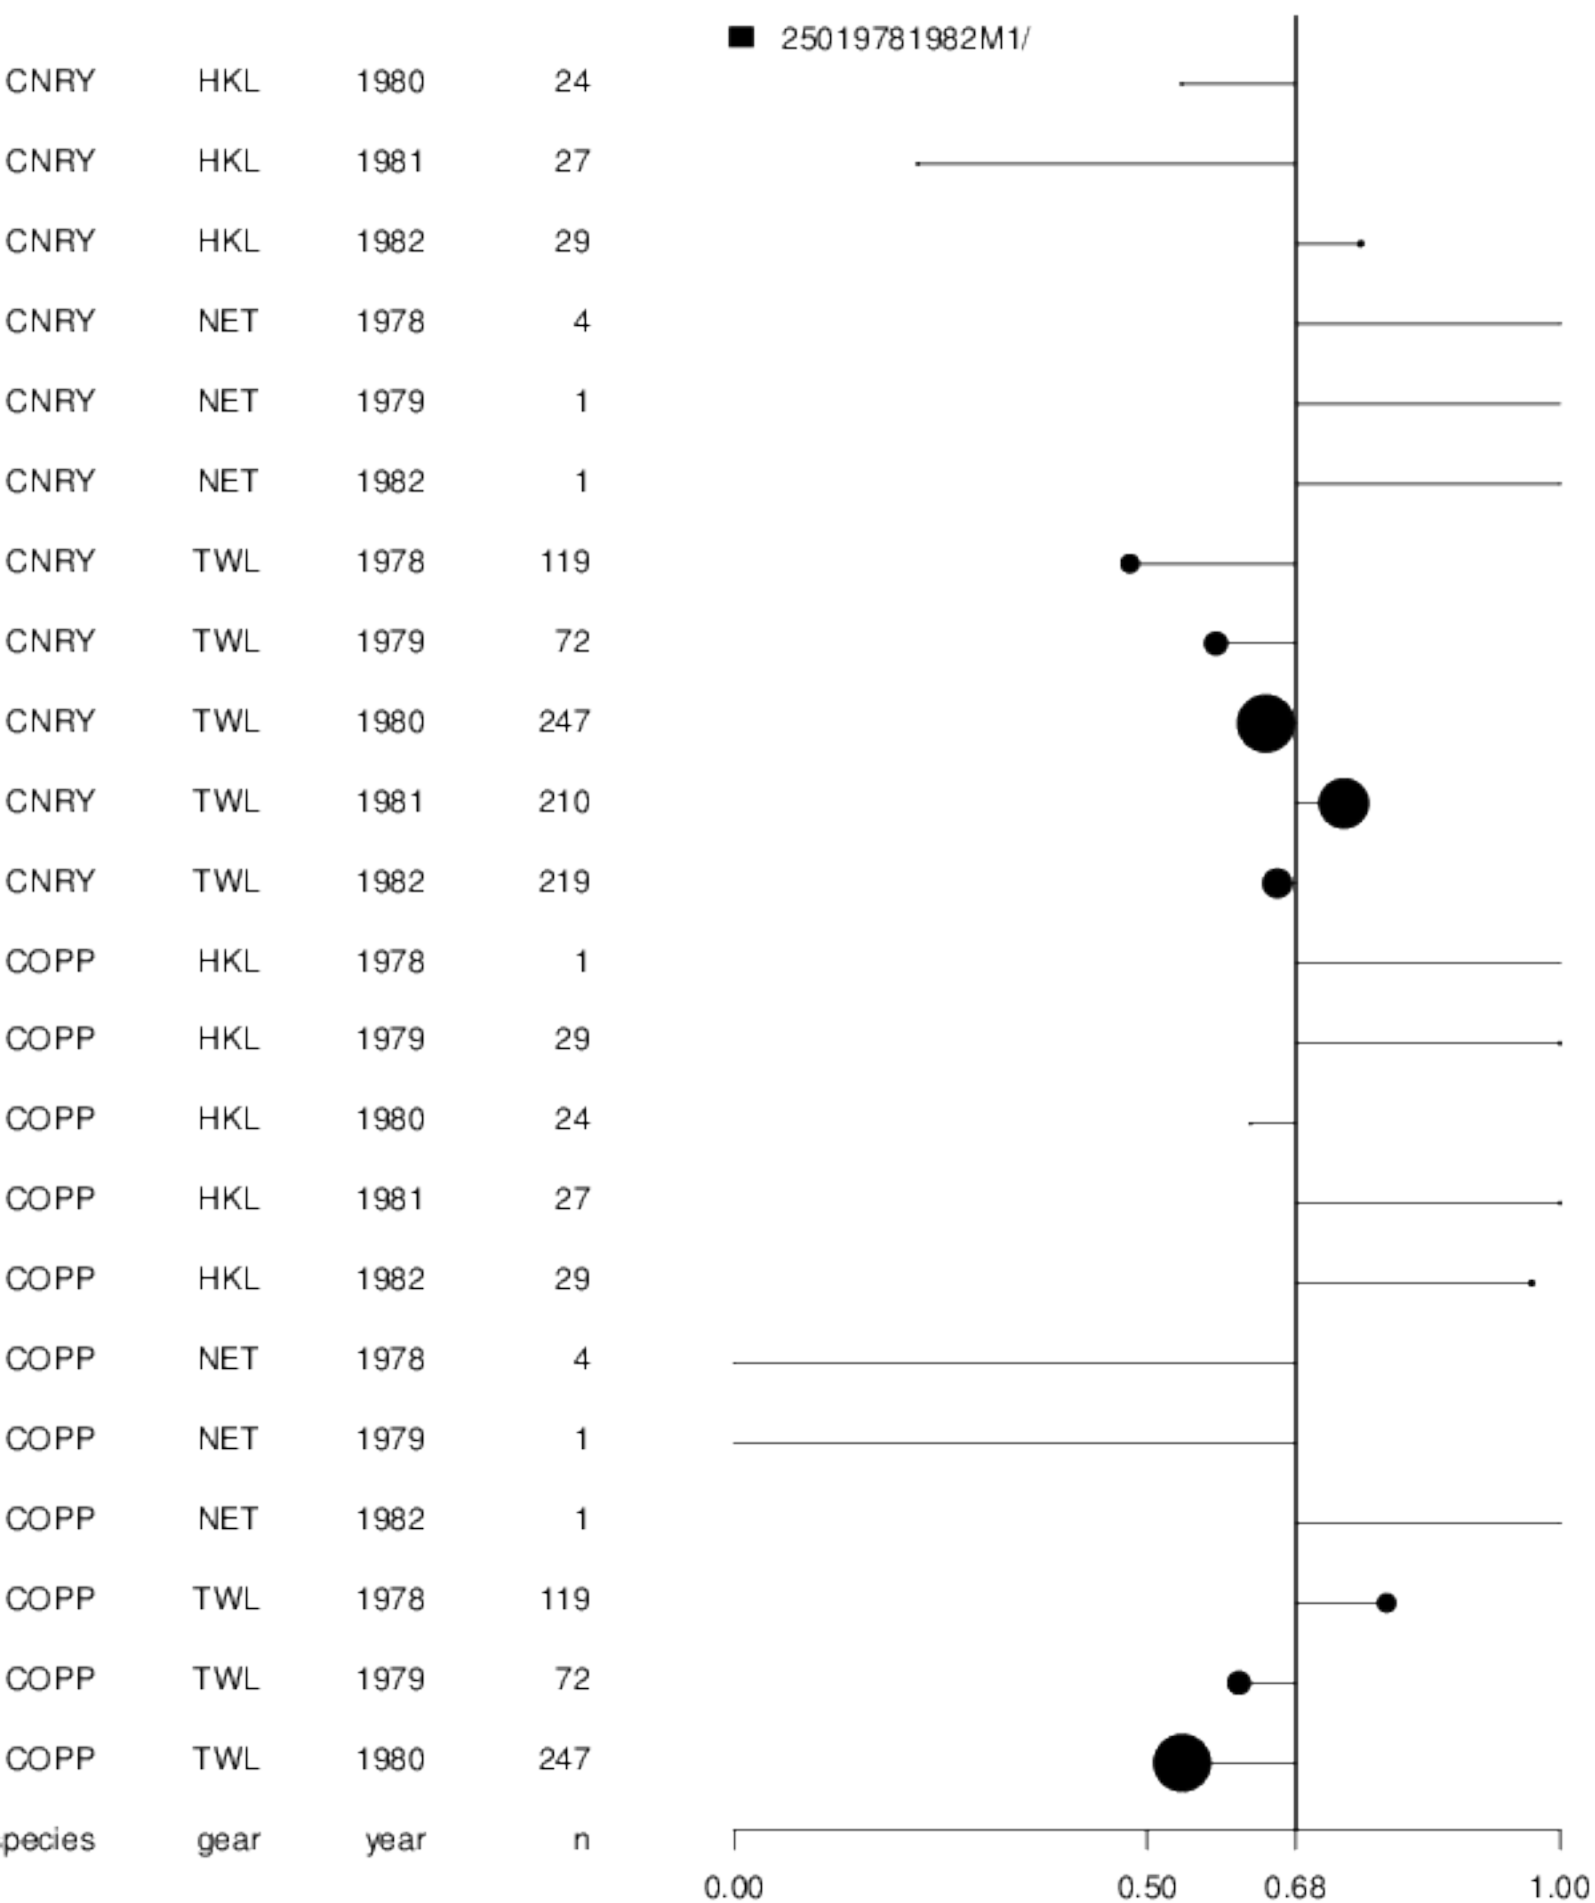 25019781982M1/
CNRY HKL 1980 24
CNRY HKL 1981 27
CNRY HKL 1982 29
CNRY NET 1978 4
CNRY NET 1979 1
CNRY NET 1982 1
CNRY TWL 1978 119
CNRY TWL 1979 72
CNRY TWL 1980 247
CNRY TWL 1981 210
CNRY TWL 1982 219
COPP HKL 1978 1
COPP HKL 1979 29
COPP HKL 1980 24
COPP HKL 1981 27
COPP HKL 1982 29
COPP NET 1978 4
COPP NET 1979 1
COPP NET 1982 1
COPP TWL 1978 119
COPP TWL 1979 72
COPP TWL 1980 247
pecies gear year n
0.00 0.50 0.68 1.00